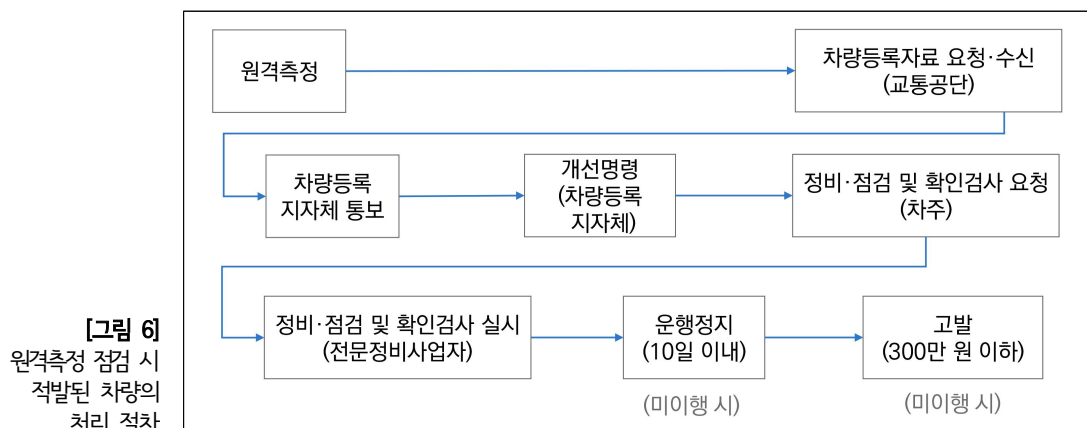 원격측정
차량등록자료 요청·수신
(교통공단)
차량등록
지자체 통보
개선명령
(차량등록
지자체)
정비·점검 및 확인검사 요청
(차주)
정비·점검 및 확인검사 실시
(전문정비사업자)
운행정지
(10일 이내)
(미이행 시)
고발
(300만 원 이하)
(미이행 시)
[그림 6]
원격측정 점검 시
적발된 차량의
처리 절차